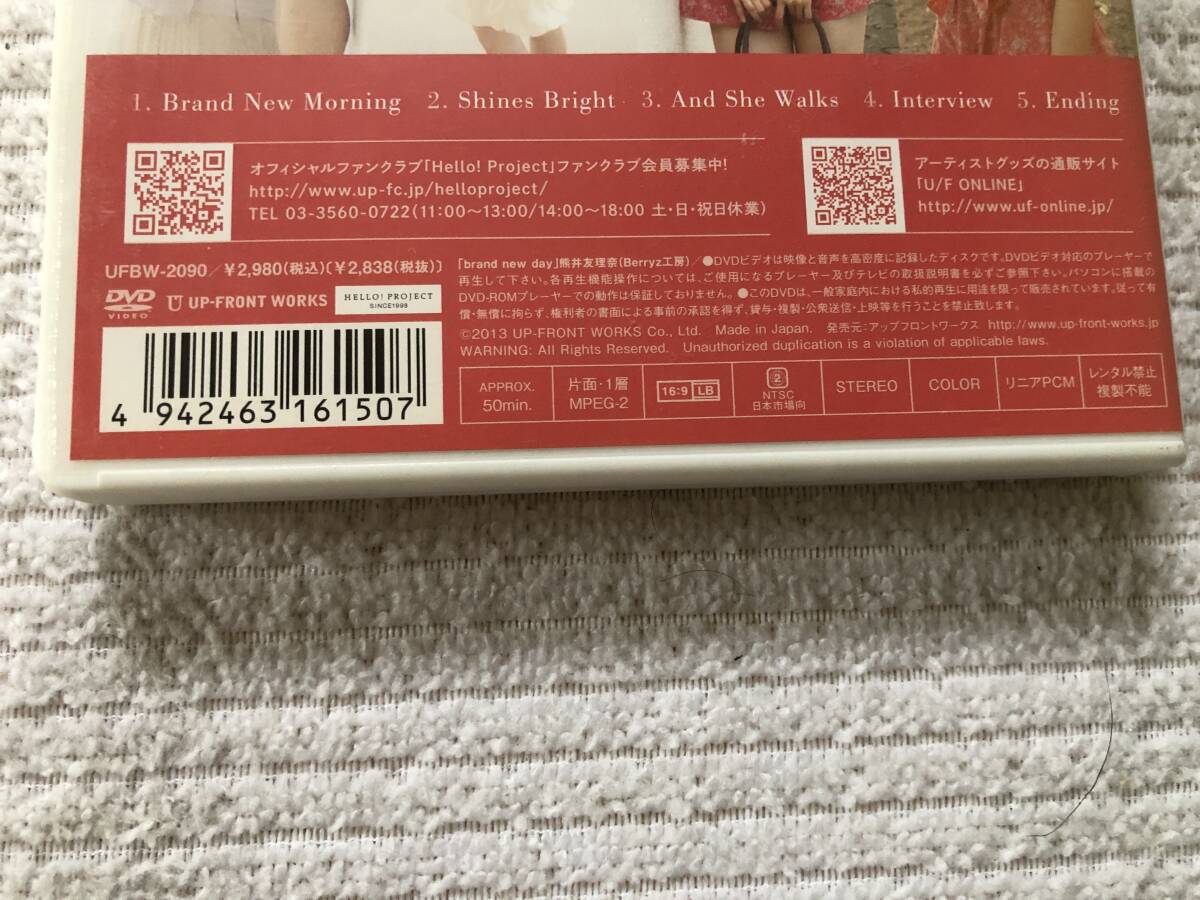 1. Brand New Morning 2. Shines Bright 3. And She Walks 4. Interview 5. Ending
オフィシャルファンクラブ「Hello! Project」ファンクラブ会員募集中!
http://www.up-fc.jp/helloproject/
TEL 03-3560-0722(11:00~13:00/14:00~18:00 土・日・祝日休業)
アーティストグッズの通販サイト
「U/F ONLINE」
http://www.uf-online.jp/
UFBW-2090/¥2,980(税込)〔¥2,838(税抜)〕
DVD VIDEO UP-FRONT WORKS HELLO! PROJECT SINCE1998
4 942463 161507
「brand new day」熊井友理奈(Berryz工房)/●DVDビデオは映像と音声を高密度に記録したディスクです。DVDビデオ対応のプレーヤーで
再生して下さい。各再生機能操作については、ご使用になるプレーヤー及びテレビの取扱説明書を必ずご参照下さい。パソコンに搭載の
DVD-ROMプレーヤーでの動作は保証しておりません。●このDVDは、一般家庭内における私的再生に用途を限って販売されています。従って有
償・無償に拘らず、権利者の書面による事前の承認を得ず、貸与・複製・公衆送信・上映等を行うことを禁止致します。
©2013 UP-FRONT WORKS Co., Ltd. Made in Japan. 発売元:アップフロントワークス http://www.up-front-works.jp
WARNING: All Rights Reserved. Unauthorized duplication is a violation of applicable laws.
APPROX.
50min.
片面・1層
MPEG-2
16:9 LB
2
NTSC
日本市場向
STEREO
COLOR
リニアPCM
レンタル禁止
複製不能